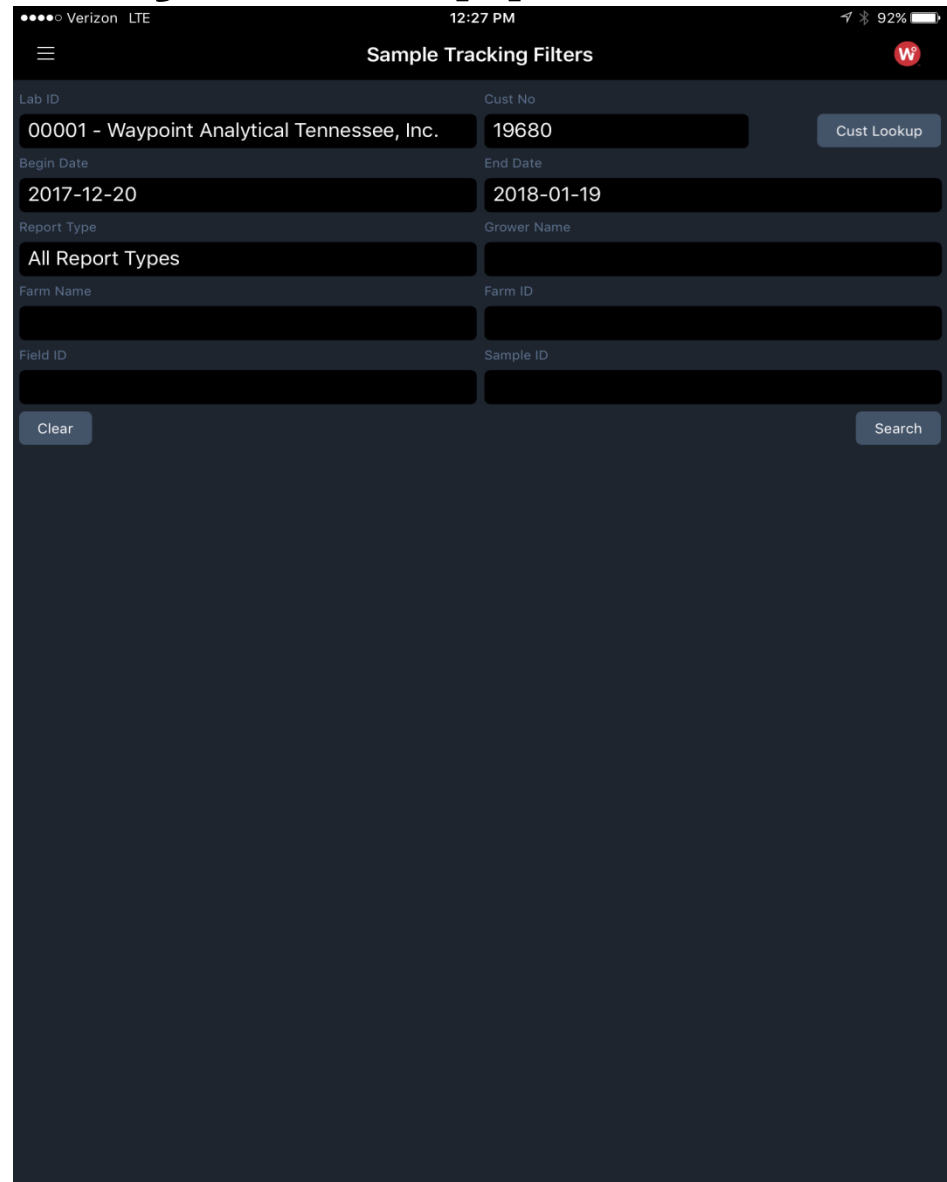 ●●●●○ Verizon LTE 12:27 PM 92%
Sample Tracking Filters W
Lab ID Cust No
00001 - Waypoint Analytical Tennessee, Inc. 19680 Cust Lookup
Begin Date End Date
2017-12-20 2018-01-19
Report Type Grower Name
All Report Types
Farm Name Farm ID
Field ID Sample ID
Clear Search